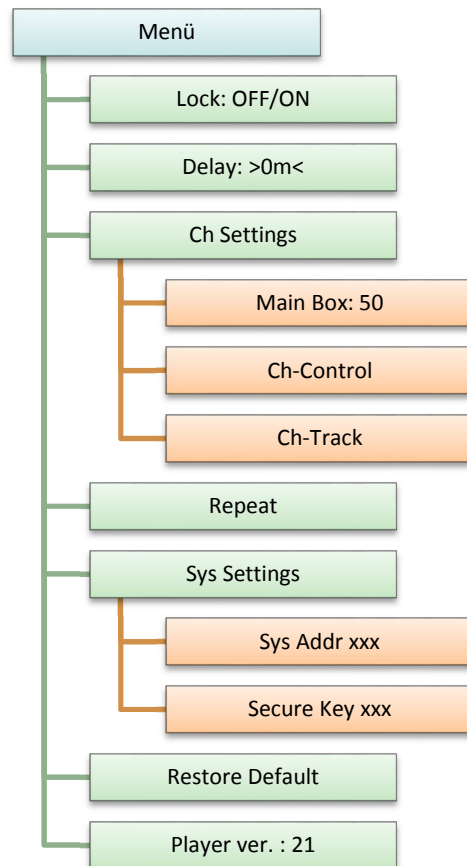 Menü
Lock: OFF/ON
Delay: >0m<
Ch Settings
Main Box: 50
Ch-Control
Ch-Track
Repeat
Sys Settings
Sys Addr xxx
Secure Key xxx
Restore Default
Player ver. : 21